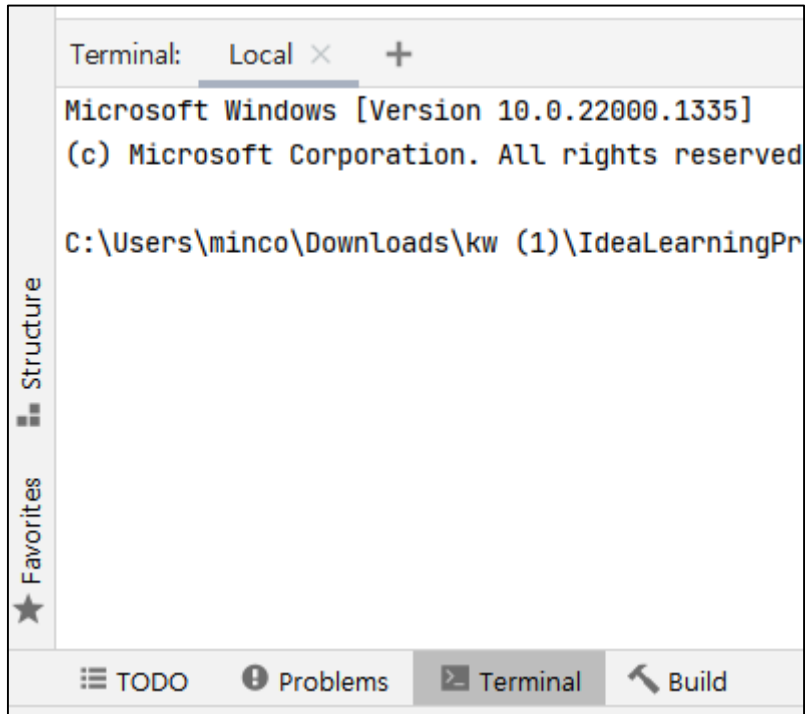 Terminal: Local × +
Microsoft Windows [Version 10.0.22000.1335]
(c) Microsoft Corporation. All rights reserved
C:\Users\minco\Downloads\kw (1)\IdeaLearningPr
Structure
Favorites
TODO Problems Terminal Build